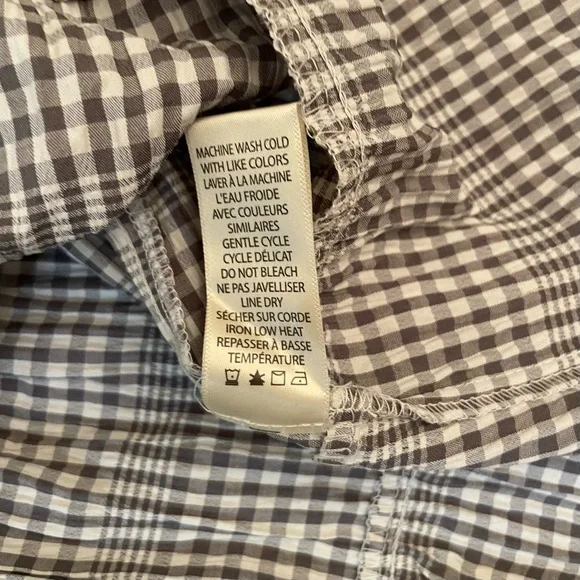 MACHINE WASH COLD
WITH LIKE COLORS
LAVER À LA MACHINE
L'EAU FROIDE
AVEC COULEURS
SIMILAIRES
GENTLE CYCLE
CYCLE DÉLICAT
DO NOT BLEACH
NE PAS JAVELLISER
LINE DRY
SÉCHER SUR CORDE
IRON LOW HEAT
REPASSER À BASSE
TEMPÉRATURE